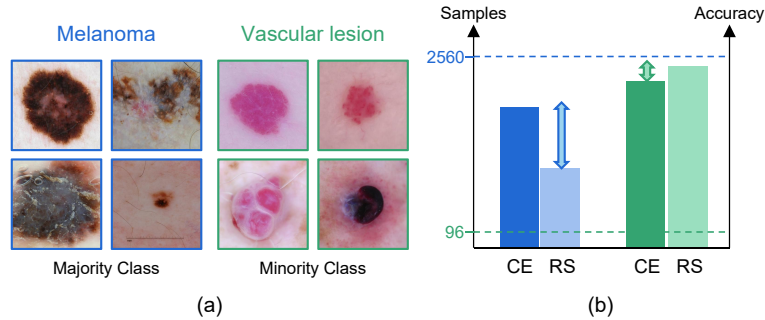 Melanoma
Vascular lesion
Majority Class
Minority Class
(a)
Samples
Accuracy
2560
96
CE RS
CE RS
(b)